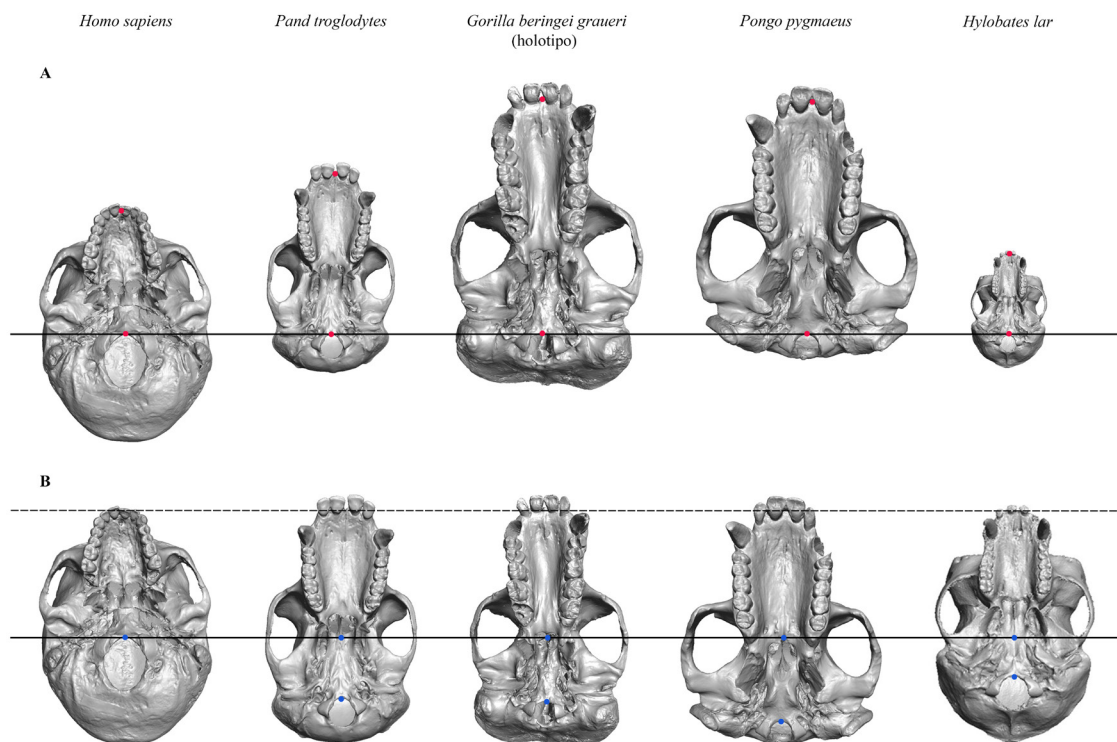 Homo sapiens
Pand troglodytes
Gorilla beringei graueri
(holotipo)
Pongo pygmaeus
Hylobates lar
A
B